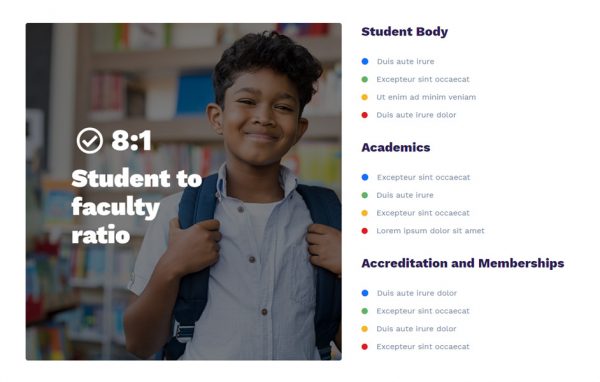 8:1
Student to
faculty
ratio
Student Body
Duis aute irure
Excepteur sint occaecat
Ut enim ad minim veniam
Duis aute irure dolor
Academics
Excepteur sint occaecat
Duis aute irure
Excepteur sint occaecat
Lorem ipsum dolor sit amet
Accreditation and Memberships
Duis aute irure dolor
Excepteur sint occaecat
Duis aute irure dolor
Excepteur sint occaecat